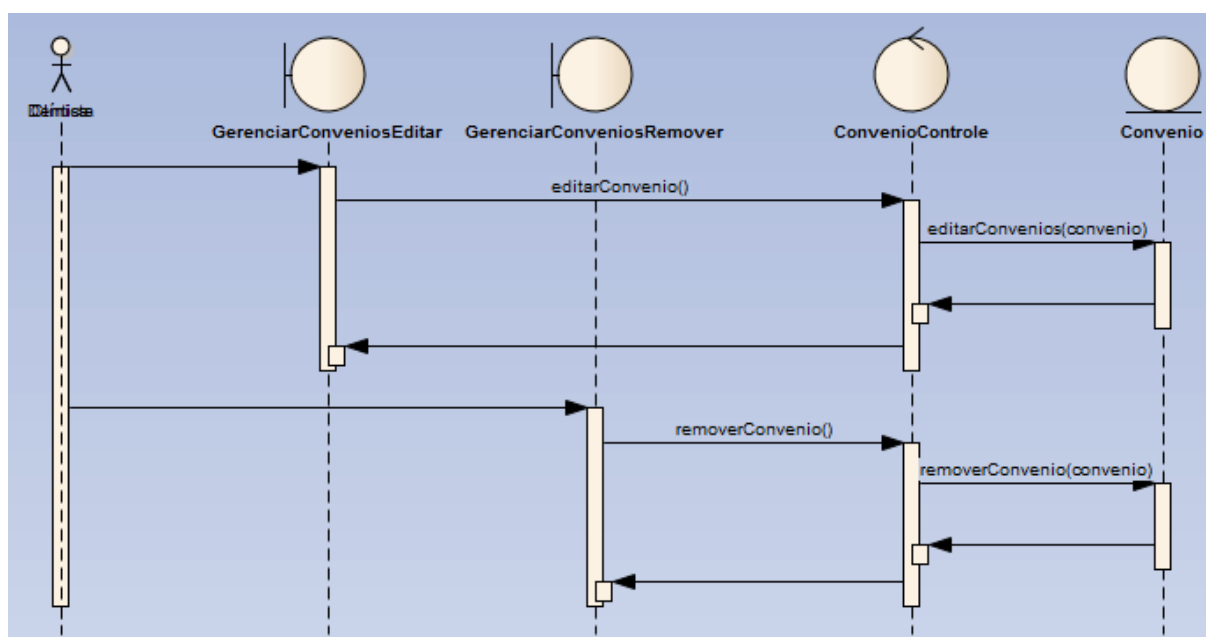 GerenciarConveniosEditar
GerenciarConveniosRemover
ConvenioControle
Convenio
editarConvenio()
editarConvenios(convenio)
removerConvenio()
removerConvenio(convenio)